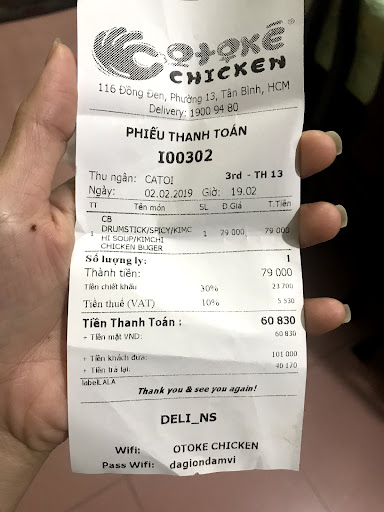 OTOKÉ
CHICKEN
116 Đồng Đen, Phường 13, Tân Bình, HCM
Delivery: 1900 94 80
PHIẾU THANH TOÁN
I00302
Thu ngân: CATOI 3rd - TH 13
Ngày: 02.02.2019 Giờ: 19.02
TT Tên món SL Đ.Giá T.Tiền
CB
1 DRUMSTICK/SPICY/KIMC 1 79 000 79 000
HI SOUP/KIMCHI
CHICKEN BUGER
Số lượng ly: 1
Thành tiền: 79 000
Tiền chiết khấu 30% 23 700
Tiền thuế (VAT) 10% 5 530
Tiền Thanh Toán : 60 830
+ Tiền mặt VND: 60 830
+ Tiền khách đưa: 101 000
+ Tiền trả lại: 40 170
labelLALA
Thank you & see you again!
DELI_NS
Wifi: OTOKE CHICKEN
Pass Wifi: dagiondamvi